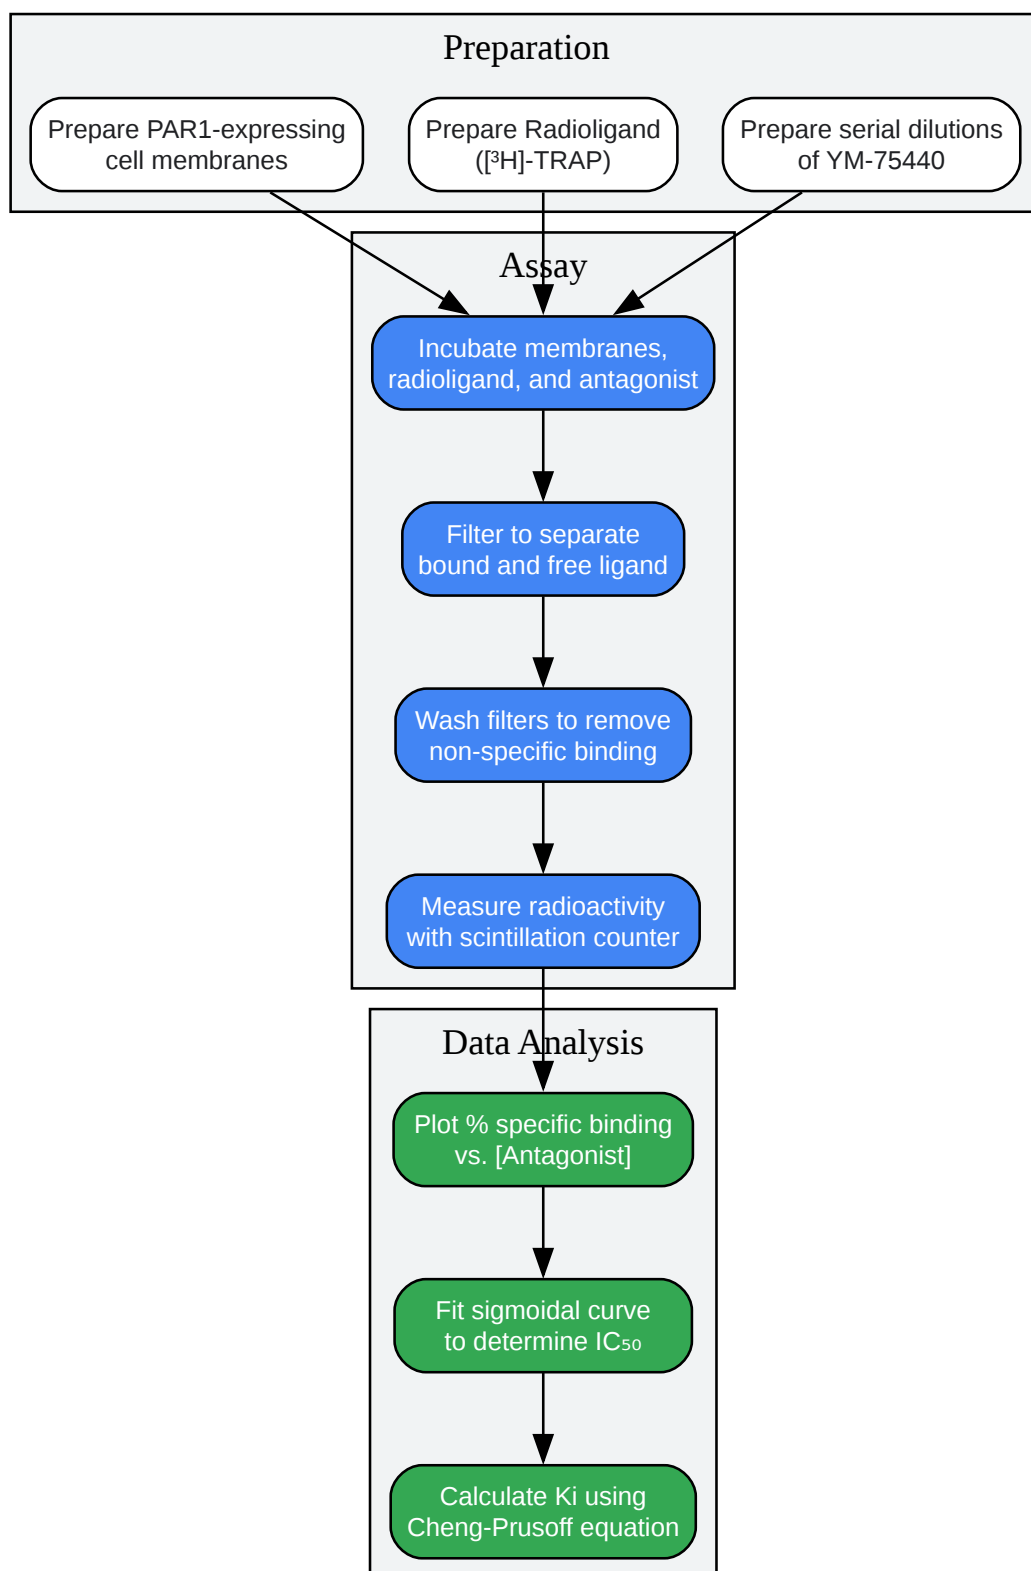 Preparation
Prepare PAR1-expressing
cell membranes
Prepare Radioligand
([³H]-TRAP)
Prepare serial dilutions
of YM-75440
Assay
Incubate membranes,
radioligand, and antagonist
Filter to separate
bound and free ligand
Wash filters to remove
non-specific binding
Measure radioactivity
with scintillation counter
Data Analysis
Plot % specific binding
vs. [Antagonist]
Fit sigmoidal curve
to determine IC₅₀
Calculate Ki using
Cheng-Prusoff equation